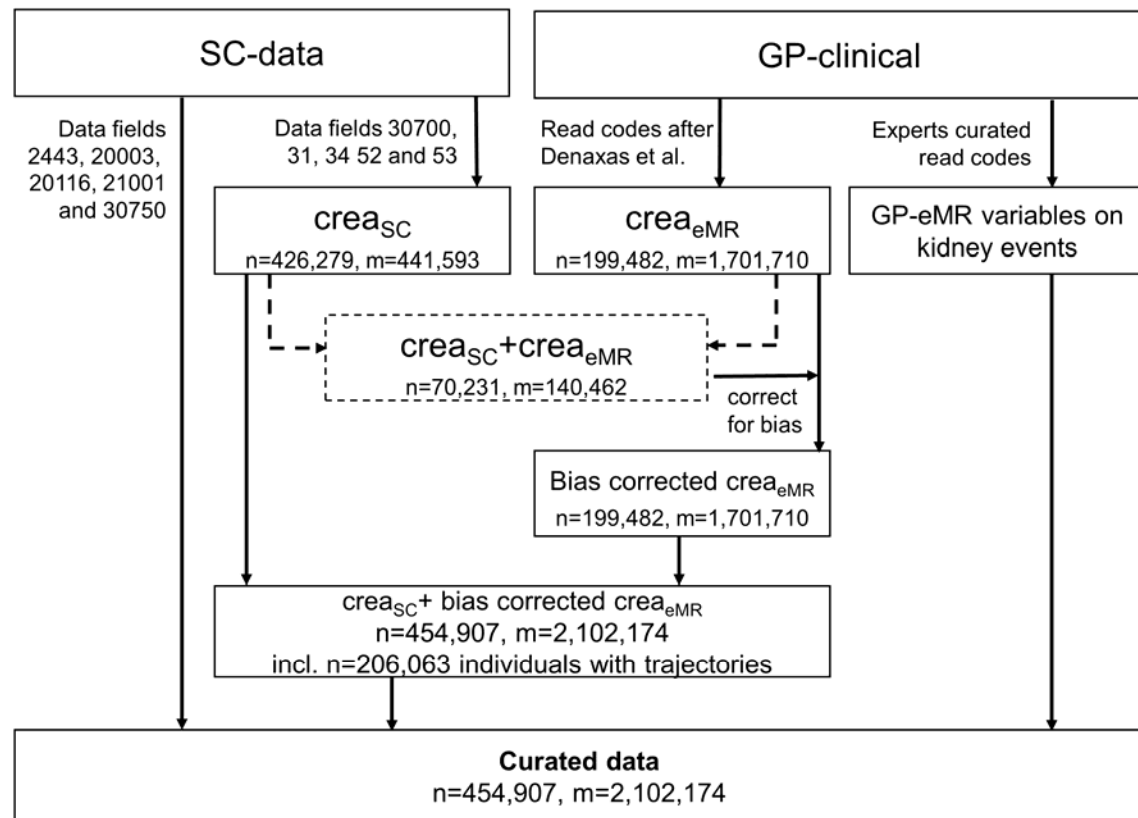 SC-data
GP-clinical
Data fields
2443, 20003,
20116, 21001
and 30750
Data fields 30700,
31, 34 52 and 53
Read codes after
Denaxas et al.
Experts curated
read codes
creaSC
n=426,279, m=441,593
creaeMR
n=199,482, m=1,701,710
GP-eMR variables on
kidney events
creaSC+creaeMR
n=70,231, m=140,462
correct
for bias
Bias corrected creaeMR
n=199,482, m=1,701,710
creaSC+ bias corrected creaeMR
n=454,907, m=2,102,174
incl. n=206,063 individuals with trajectories
Curated data
n=454,907, m=2,102,174